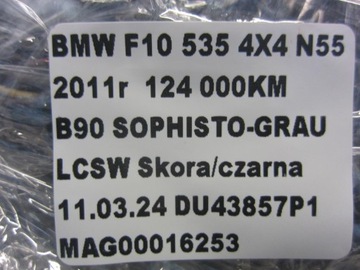 BMW F10 535 4X4 N55
2011r 124 000KM
B90 SOPHISTO-GRAU
LCSW Skora/czarna
11.03.24 DU43857P1
MAG00016253